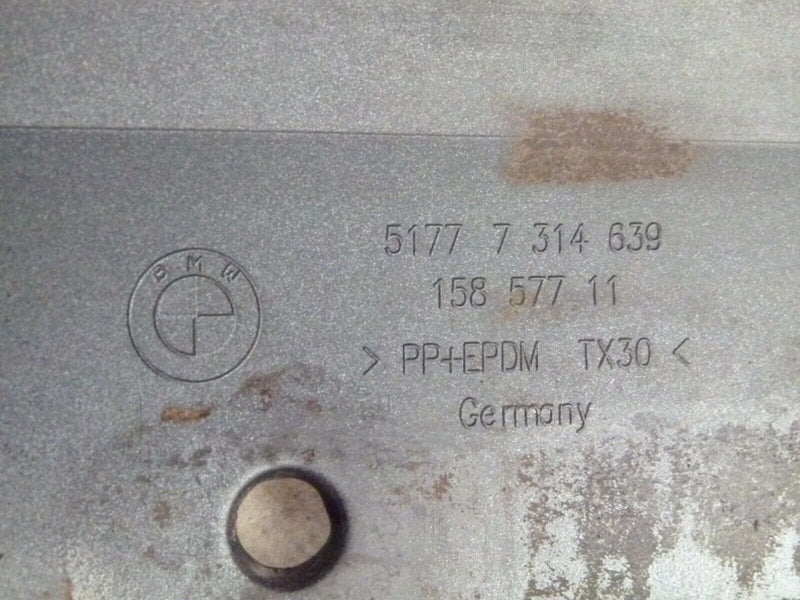 BMW
5177 7 314 639
158 577 11
> PP+EPDM TX30 <
Germany